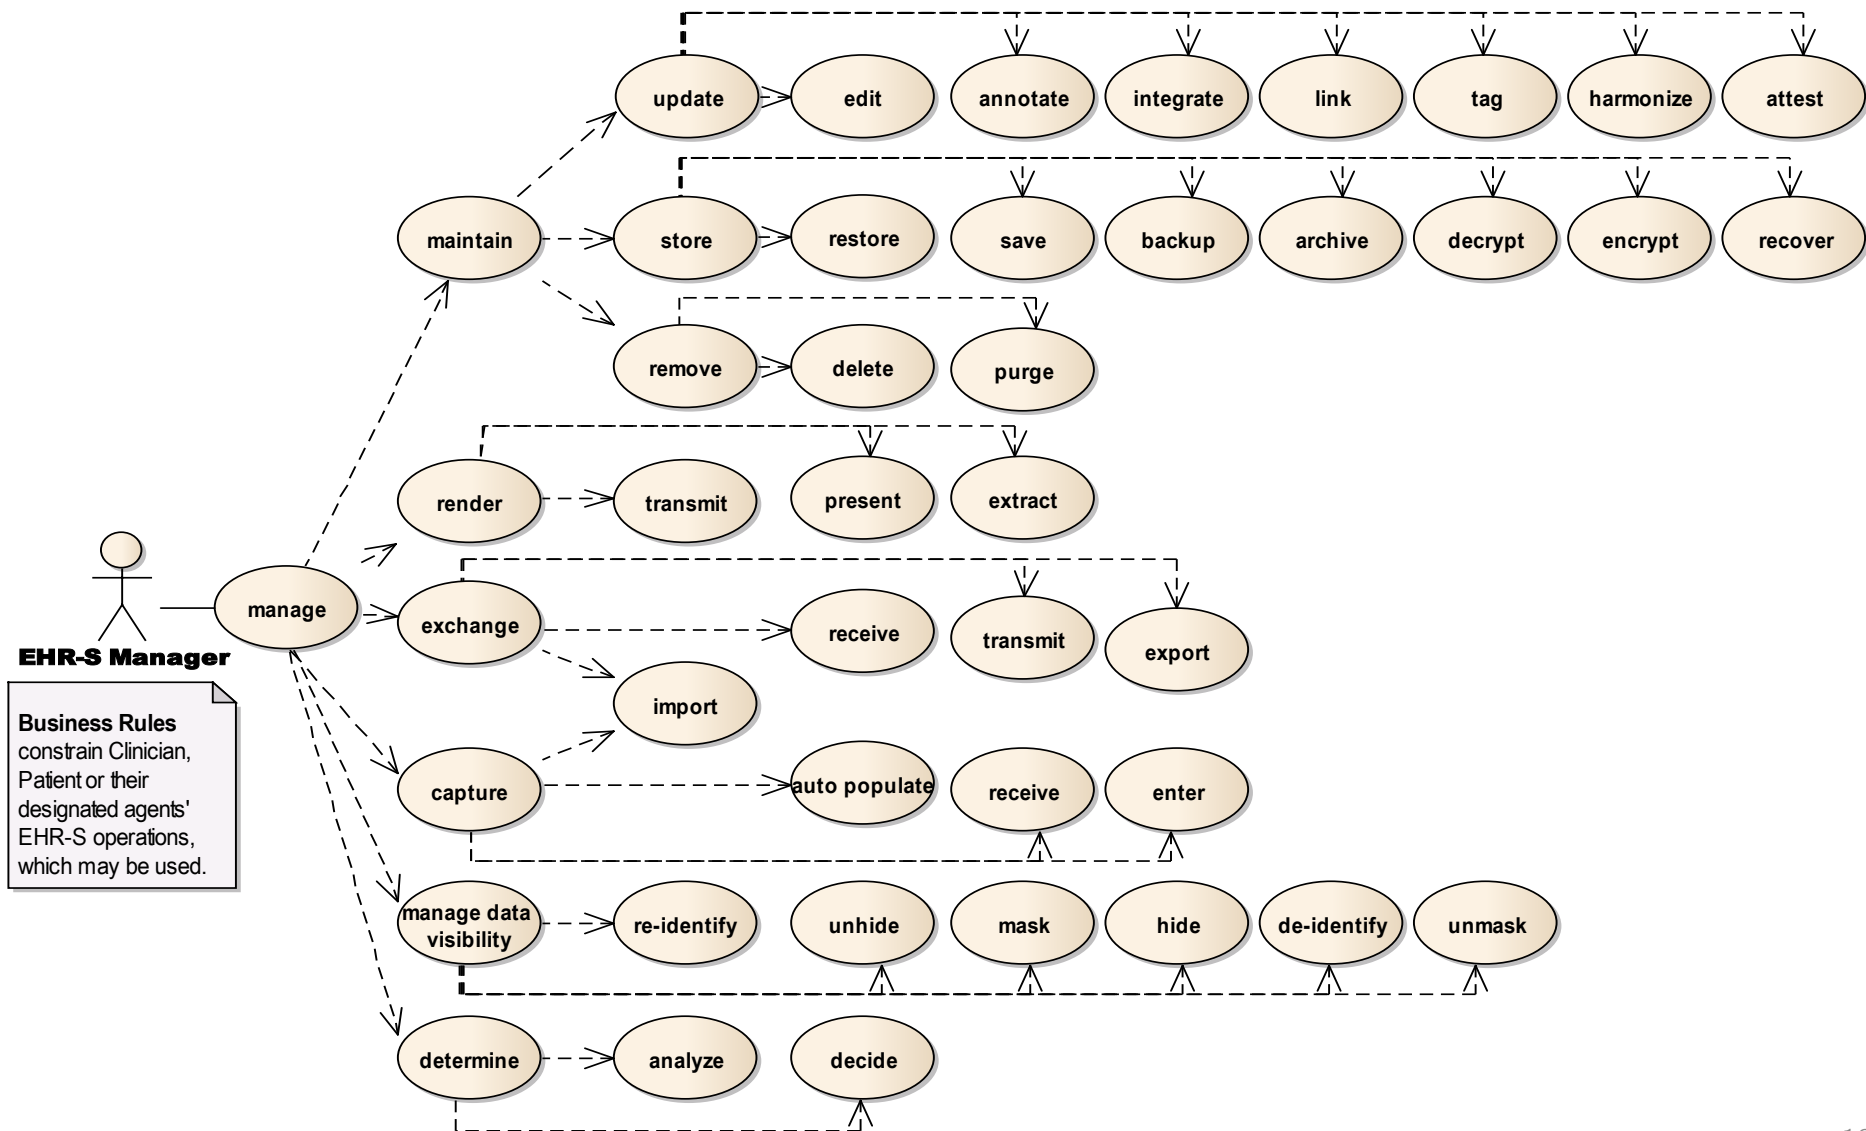 update
edit
annotate
integrate
link
tag
harmonize
attest
maintain
store
restore
save
backup
archive
decrypt
encrypt
recover
remove
delete
purge
render
transmit
present
extract
manage
exchange
receive
transmit
export
EHR-S Manager
import
Business Rules
constrain Clinician,
Patient or their
designated agents'
EHR-S operations,
which may be used.
capture
auto populate
receive
enter
manage data
visibility
re-identify
unhide
mask
hide
de-identify
unmask
determine
analyze
decide